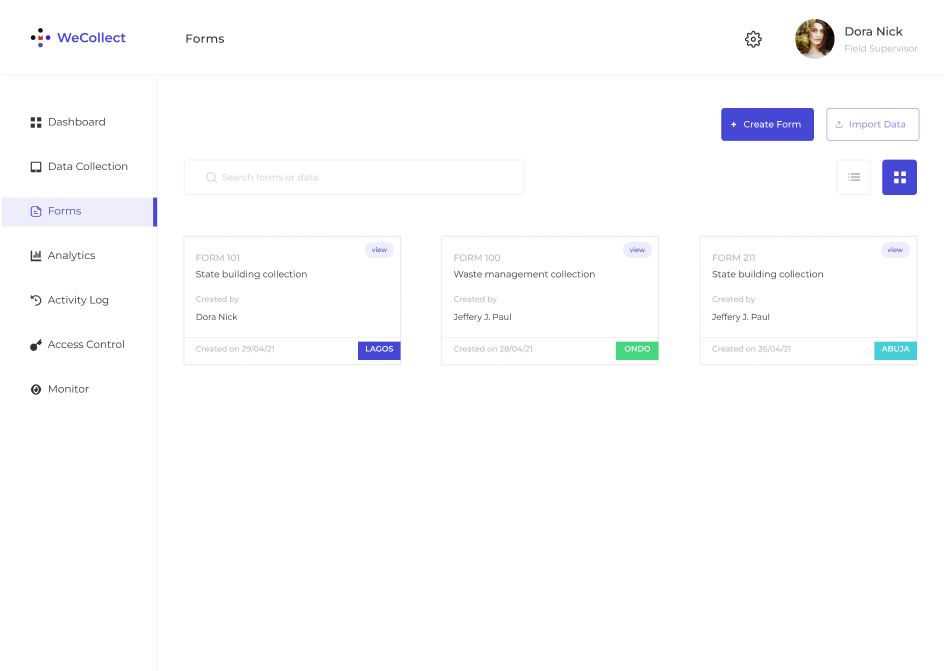 WeCollect
Forms
Dora Nick
Field Supervisor
Dashboard
Data Collection
Forms
Analytics
Activity Log
Access Control
Monitor
+ Create Form
Import Data
Search forms or data
view
FORM 101
State building collection
Created by
Dora Nick
Created on 29/04/21
LAGOS
view
FORM 100
Waste management collection
Created by
Jeffery J. Paul
Created on 28/04/21
ONDO
view
FORM 211
State building collection
Created by
Jeffery J. Paul
Created on 26/04/21
ABUJA